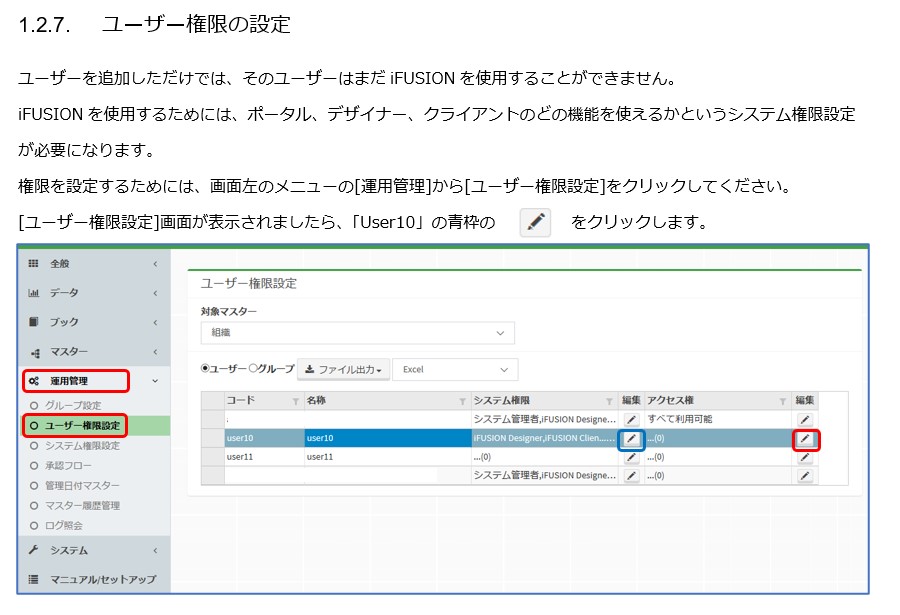 1.2.7. ユーザー権限の設定
ユーザーを追加しただけでは、そのユーザーはまだ iFUSION を使用することができません。
iFUSION を使用するためには、ポータル、デザイナー、クライアントのどの機能を使えるかというシステム権限設定
が必要になります。
権限を設定するためには、画面左のメニューの[運用管理]から[ユーザー権限設定]をクリックしてください。
[ユーザー権限設定]画面が表示されましたら、「User10」の青枠の をクリックします。
全般
データ
ブック
マスター
運用管理
グループ設定
ユーザー権限設定
システム権限設定
承認フロー
管理日付マスター
マスター履歴管理
ログ照会
システム
マニュアル/セットアップ
ユーザー権限設定
対象マスター
組織
ユーザー グループ ファイル出力 Excel
コード 名称 システム権限 編集 アクセス権 編集
. システム管理者,iFUSION Designe... すべて利用可能
user10 user10 iFUSION Designer,iFUSION Clien...... ...(0)
user11 user11 ...(0) ...(0)
システム管理者,iFUSION Designe... ...(0)